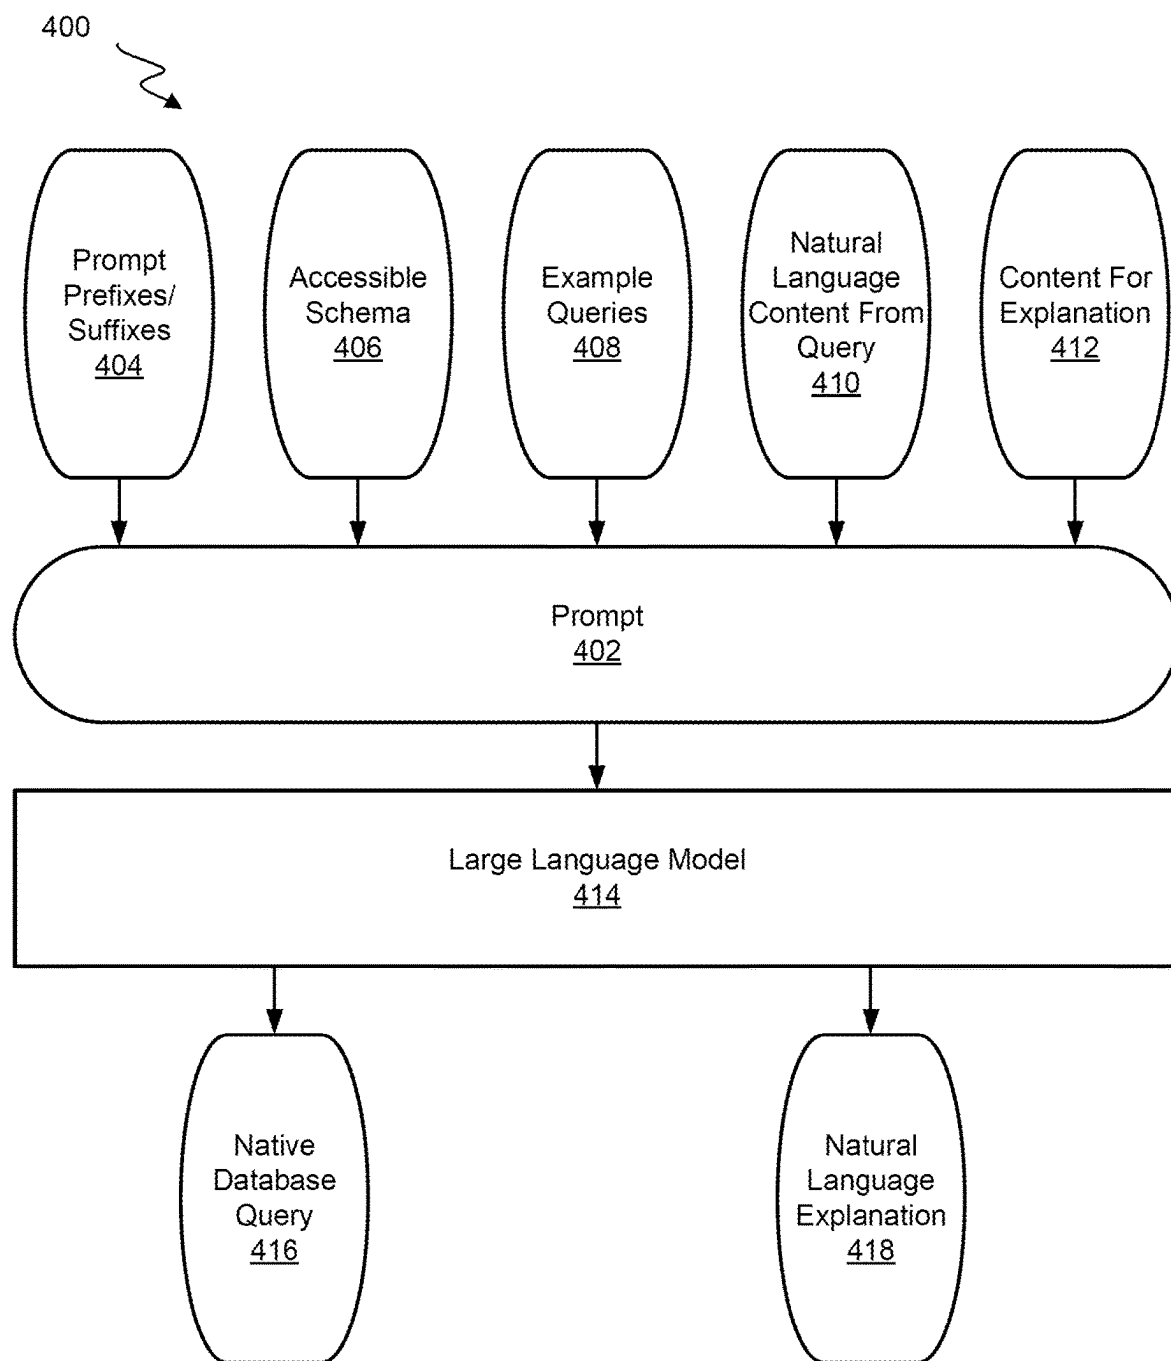 400
Prompt
Prefixes/
Suffixes
404
Accessible
Schema
406
Example
Queries
408
Natural
Language
Content From
Query
410
Content For
Explanation
412
Prompt
402
Large Language Model
414
Native
Database
Query
416
Natural
Language
Explanation
418